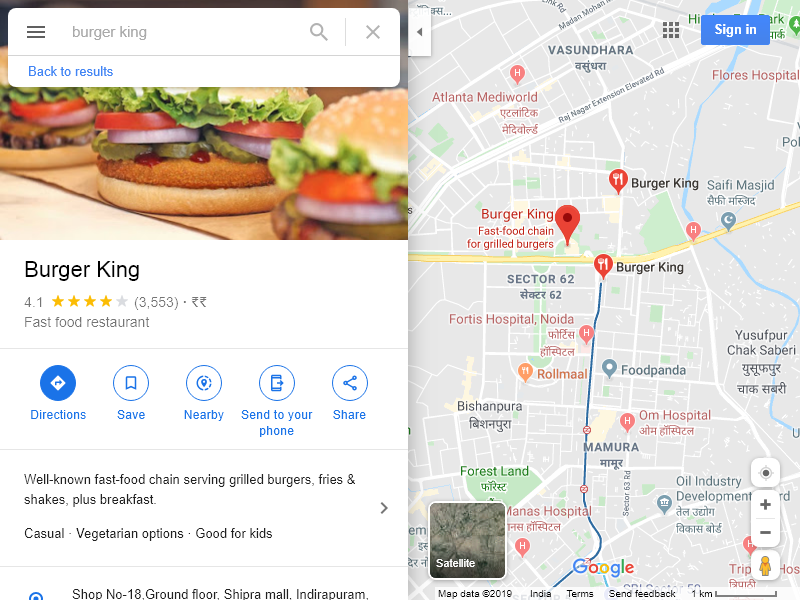 burger king
Back to results
Burger King
4.1
(3,553) · ₹₹
Fast food restaurant
Directions
Save
Nearby
Send to your
phone
Share
Well-known fast-food chain serving grilled burgers, fries &
shakes, plus breakfast.
Casual · Vegetarian options · Good for kids
Shop No-18,Ground floor, Shipra mall, Indirapuram,
Sign in
Madan Mohan
VASUNDHARA
वसुंधरा
Flores Hospital
Raj Nagar Extension Elevated Rd
Atlanta Mediworld
एटलांटिक
मेदिवोर्ल्ड
Burger King
Saifi Masjid
सैफी मस्जिद
Burger King
Fast-food chain
for grilled burgers
Burger King
SECTOR 62
सेक्टर 62
Fortis Hospital, Noida
फोर्टिस
हॉस्पिटल
Yusufpur
Chak Saberi
युसूफपुर
चाक सबरी
Foodpanda
Rollmaal
Bishanpura
बिशनपुरा
Om Hospital
ओम हॉस्पिटल
MAMURA
मामूर
Forest Land
फॉरेस्ट
Sector 63 Rd
Oil Industry
Development
तेल उद्योग
विकास बोर्ड
Manas Hospital
मानस हॉस्पिटल
Satellite
Google
Map data ©2019
India
Terms
Send feedback
1 km